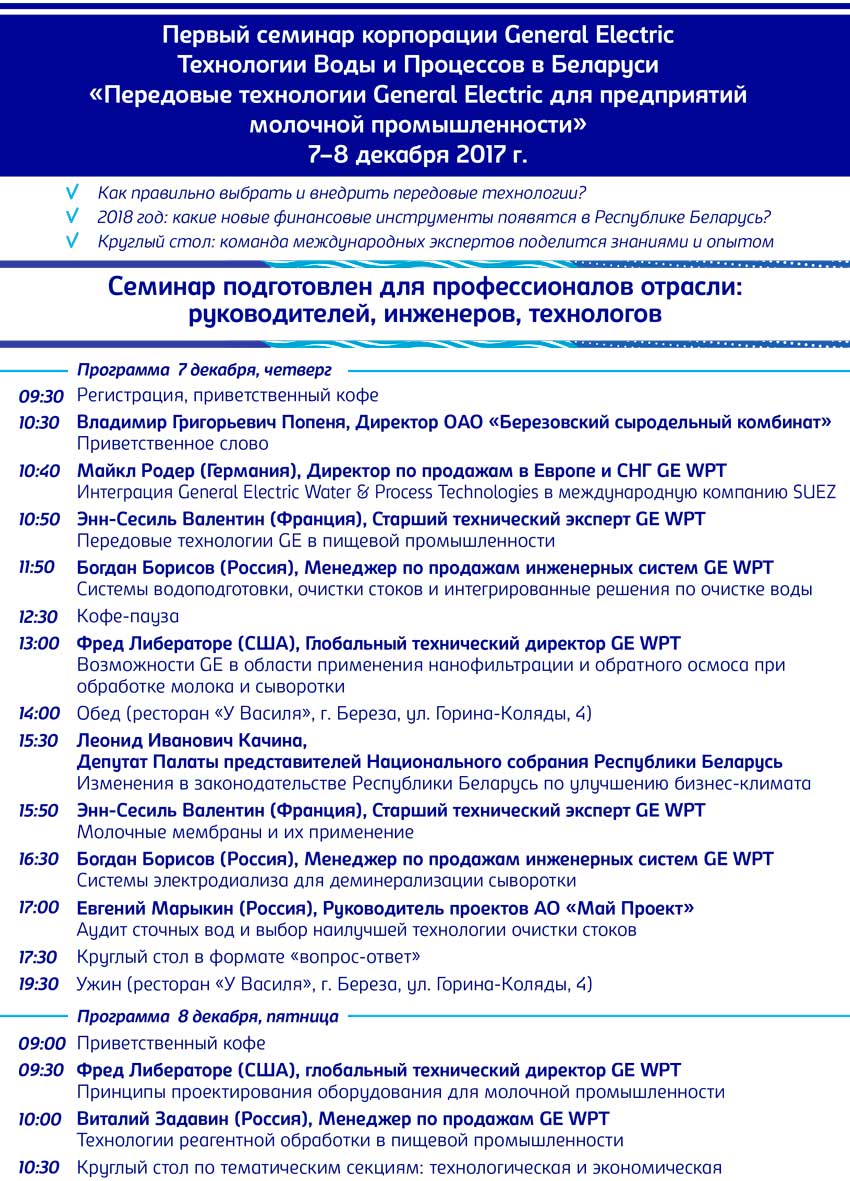 Первый семинар корпорации General Electric
Технологии Воды и Процессов в Беларуси
«Передовые технологии General Electric для предприятий
молочной промышленности»
7–8 декабря 2017 г.
√ Как правильно выбрать и внедрить передовые технологии?
√ 2018 год: какие новые финансовые инструменты появятся в Республике Беларусь?
√ Круглый стол: команда международных экспертов поделится знаниями и опытом
Семинар подготовлен для профессионалов отрасли:
руководителей, инженеров, технологов
Программа 7 декабря, четверг
09:30 Регистрация, приветственный кофе
10:30 Владимир Григорьевич Попеня, Директор ОАО «Березовский сыродельный комбинат»
Приветственное слово
10:40 Майкл Родер (Германия), Директор по продажам в Европе и СНГ GE WPT
Интеграция General Electric Water & Process Technologies в международную компанию SUEZ
10:50 Энн-Сесиль Валентин (Франция), Старший технический эксперт GE WPT
Передовые технологии GE в пищевой промышленности
11:50 Богдан Борисов (Россия), Менеджер по продажам инженерных систем GE WPT
Системы водоподготовки, очистки стоков и интегрированные решения по очистке воды
12:30 Кофе-пауза
13:00 Фред Либераторе (США), Глобальный технический директор GE WPT
Возможности GE в области применения нанофильтрации и обратного осмоса при
обработке молока и сыворотки
14:00 Обед (ресторан «У Василя», г. Береза, ул. Горина-Коляды, 4)
15:30 Леонид Иванович Качина,
Депутат Палаты представителей Национального собрания Республики Беларусь
Изменения в законодательстве Республики Беларусь по улучшению бизнес-климата
15:50 Энн-Сесиль Валентин (Франция), Старший технический эксперт GE WPT
Молочные мембраны и их применение
16:30 Богдан Борисов (Россия), Менеджер по продажам инженерных систем GE WPT
Системы электродиализа для деминерализации сыворотки
17:00 Евгений Марыкин (Россия), Руководитель проектов АО «Май Проект»
Аудит сточных вод и выбор наилучшей технологии очистки стоков
17:30 Круглый стол в формате «вопрос-ответ»
19:30 Ужин (ресторан «У Василя», г. Береза, ул. Горина-Коляды, 4)
Программа 8 декабря, пятница
09:00 Приветственный кофе
09:30 Фред Либераторе (США), глобальный технический директор GE WPT
Принципы проектирования оборудования для молочной промышленности
10:00 Виталий Задавин (Россия), Менеджер по продажам GE WPT
Технологии реагентной обработки в пищевой промышленности
10:30 Круглый стол по тематическим секциям: технологическая и экономическая